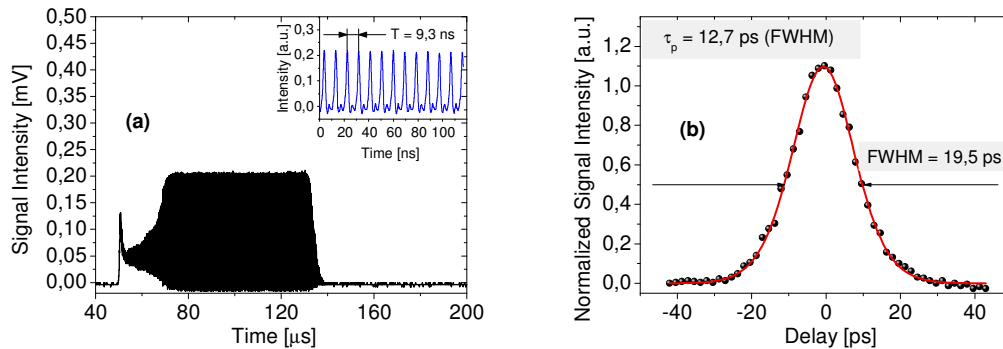 0,50
0,45
0,40
0,35
0,30
0,25
0,20
0,15
0,10
0,05
0,00
Signal Intensity [mV]
40 80 120 160 200
Time [μs]
(a)
0,3
0,2
0,1
0,0
Intensity [a.u.]
T = 9,3 ns
0 20 40 60 80 100
Time [ns]
1,2
1,0
0,8
0,6
0,4
0,2
0,0
Normalized Signal Intensity [a.u.]
τp = 12,7 ps (FWHM)
(b)
FWHM = 19,5 ps
-40 -20 0 20 40
Delay [ps]